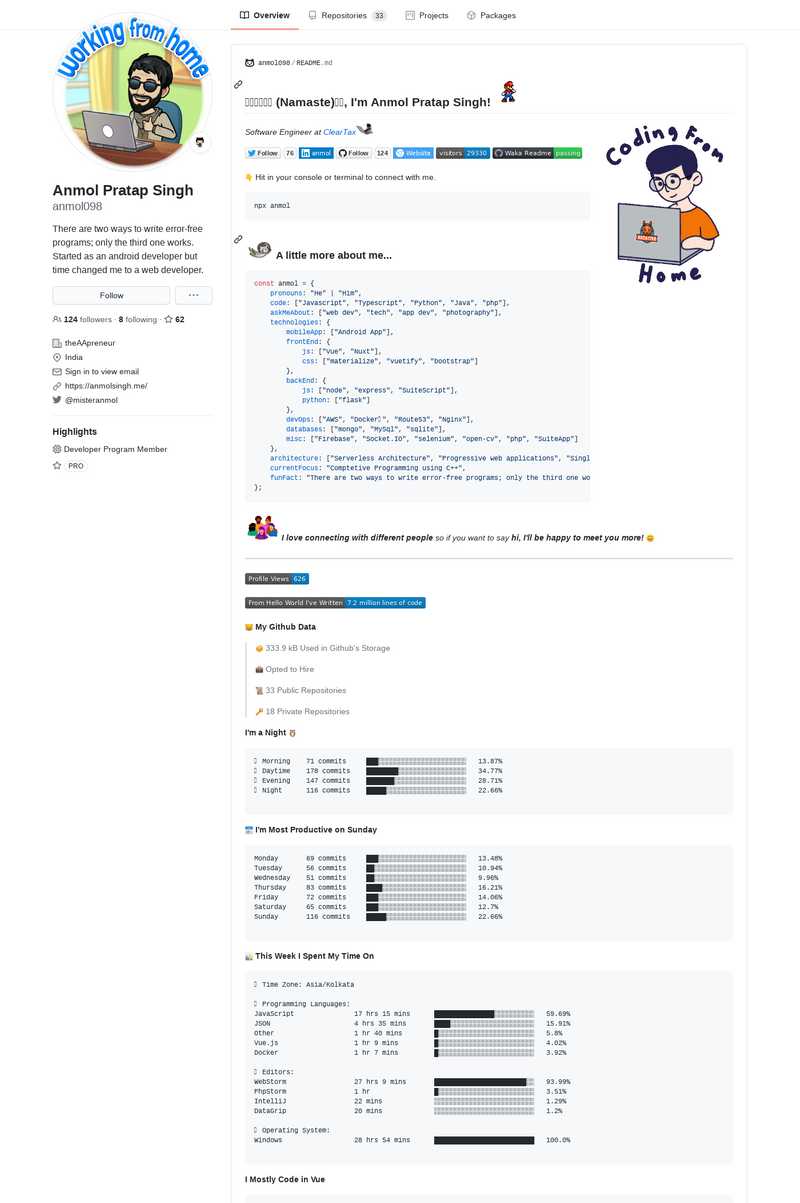 Overview
Repositories 33
Projects
Packages
working from home
Anmol Pratap Singh
anmol098
There are two ways to write error-free
programs; only the third one works.
Started as an android developer but
time changed me to a web developer.
Follow
124 followers · 8 following · 62
theAApreneur
India
Sign in to view email
https://anmolsingh.me/
@misteranmol
Highlights
Developer Program Member
PRO
anmol098/README.md
(Namaste), I'm Anmol Pratap Singh!
Software Engineer at ClearTax
Follow 76 anmol Follow 124 Website visitors 29330 Waka Readme passing
👇 Hit in your console or terminal to connect with me.
npx anmol
Coding From
Home
A little more about me...
const anmol = {
pronouns: "He" | "Him",
code: ["Javascript", "Typescript", "Python", "Java", "php"],
askMeAbout: ["web dev", "tech", "app dev", "photography"],
technologies: {
mobileApp: ["Android App"],
frontEnd: {
js: ["Vue", "Nuxt"],
css: ["materialize", "vuetify", "bootstrap"]
},
backEnd: {
js: ["node", "express", "SuiteScript"],
python: ["flask"]
},
devOps: ["AWS", "Docker", "Route53", "Nginx"],
databases: ["mongo", "MySql", "sqlite"],
misc: ["Firebase", "Socket.IO", "selenium", "open-cv", "php", "SuiteApp"]
},
architecture: ["Serverless Architecture", "Progressive web applications", "Singl
currentFocus: "Comptetive Programming using C++",
funFact: "There are two ways to write error-free programs; only the third one wo
};
I love connecting with different people so if you want to say hi, I'll be happy to meet you more! 😊
Profile Views 626
From Hello World I've Written 7.2 million lines of code
🐱 My Github Data
333.9 kB Used in Github's Storage
Opted to Hire
📜 33 Public Repositories
🔑 18 Private Repositories
I'm a Night 🦉
Morning 71 commits 13.87%
Daytime 178 commits 34.77%
Evening 147 commits 28.71%
Night 116 commits 22.66%
📅 I'm Most Productive on Sunday
Monday 69 commits 13.48%
Tuesday 56 commits 10.94%
Wednesday 51 commits 9.96%
Thursday 83 commits 16.21%
Friday 72 commits 14.06%
Saturday 65 commits 12.7%
Sunday 116 commits 22.66%
This Week I Spent My Time On
Time Zone: Asia/Kolkata
Programming Languages:
JavaScript 17 hrs 15 mins 59.69%
JSON 4 hrs 35 mins 15.91%
Other 1 hr 40 mins 5.8%
Vue.js 1 hr 9 mins 4.02%
Docker 1 hr 7 mins 3.92%
Editors:
WebStorm 27 hrs 9 mins 93.99%
PhpStorm 1 hr 3.51%
IntelliJ 22 mins 1.29%
DataGrip 20 mins 1.2%
Operating System:
Windows 28 hrs 54 mins 100.0%
I Mostly Code in Vue